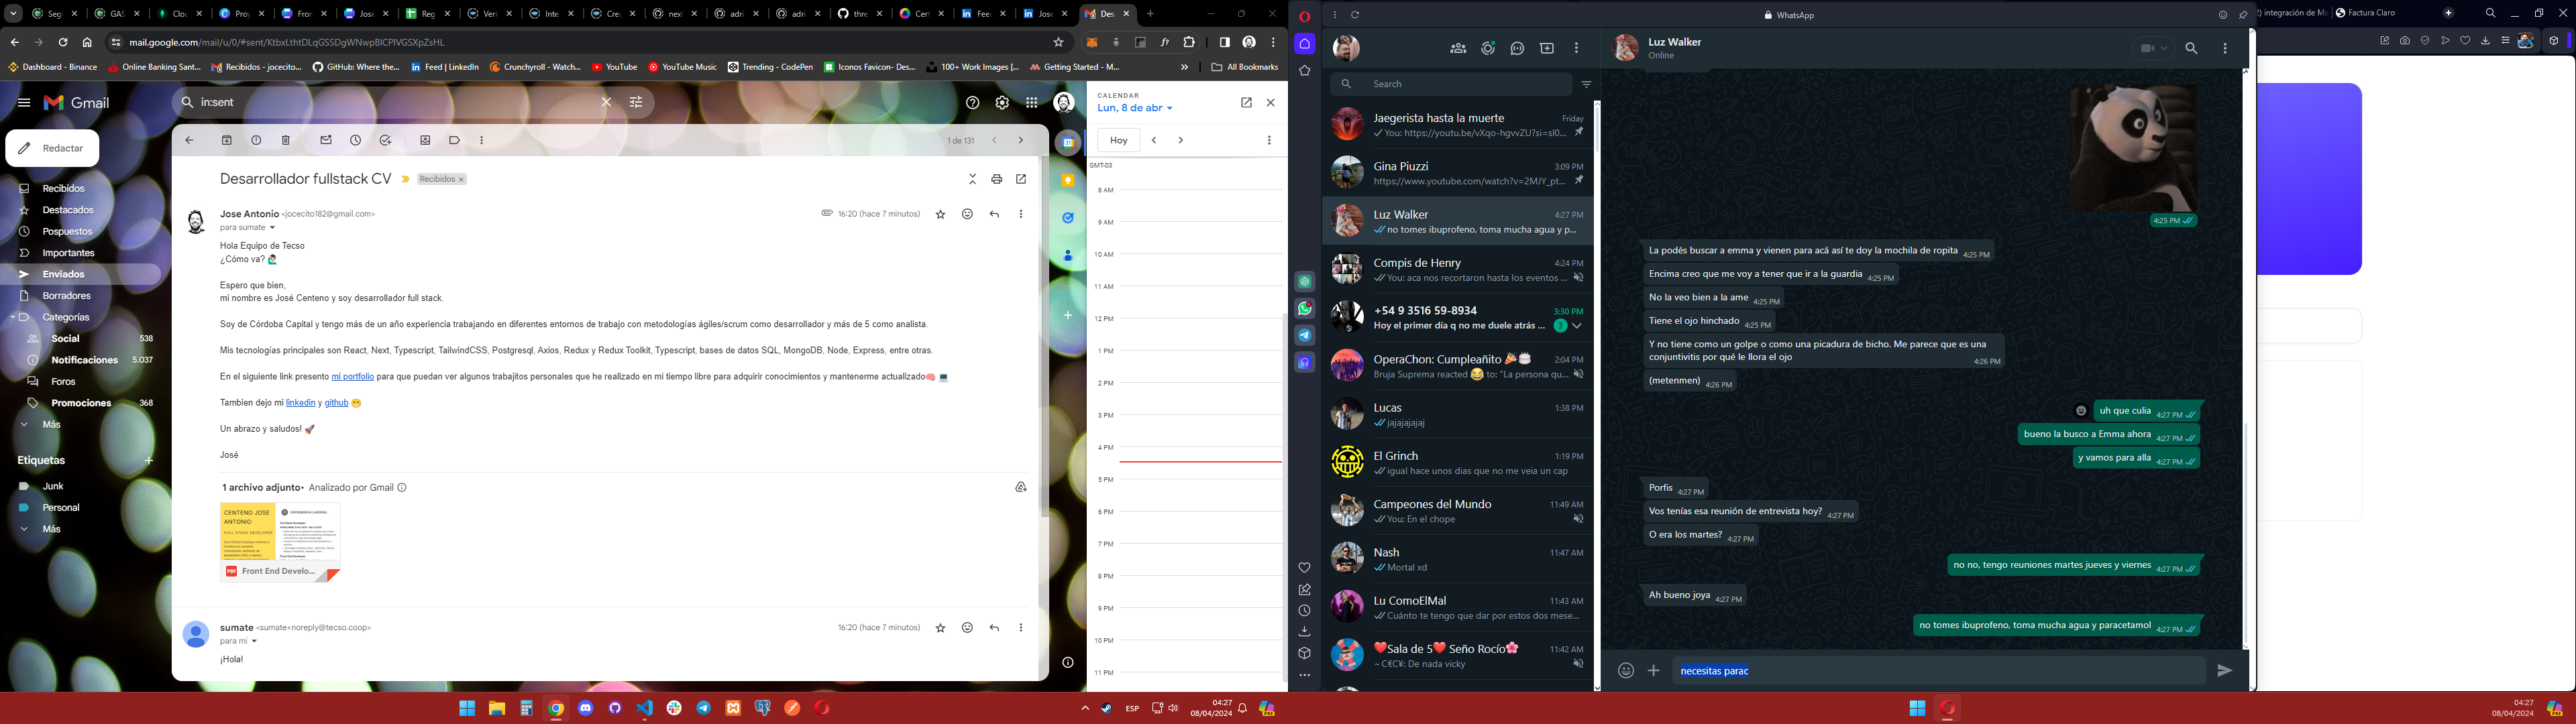 Segu
GAS
Clou
Proy
Fron
José
Reg
Veri
Inte
Crea
next
adri
adri
thre
Cert
Feed
Jose
Des
mail.google.com/mail/u/0/#sent/KtbxLthtDLqGSSDgWNwpBlCPlVGSXpZsHL
Dashboard - Binance
Online Banking Sant...
Recibidos - jocecito...
GitHub: Where the...
Feed | LinkedIn
Crunchyroll - Watch...
YouTube
YouTube Music
Trending - CodePen
Iconos Favicon- Des...
100+ Work Images [...
Getting Started - M...
All Bookmarks
Gmail
in:sent
Redactar
Recibidos
Destacados
Pospuestos
Importantes
Enviados
Borradores
Categorías
Social 538
Notificaciones 5.037
Foros
Promociones 368
Más
Etiquetas
Junk
Personal
Más
1 de 131
Desarrollador fullstack CV
Recibidos
Jose Antonio <jocecito182@gmail.com>
16:20 (hace 7 minutos)
para sumate
Hola Equipo de Tecso
¿Cómo va? 🙋🏻‍♂️
Espero que bien,
mi nombre es José Centeno y soy desarrollador full stack.
Soy de Córdoba Capital y tengo más de un año experiencia trabajando en diferentes entornos de trabajo con metodologías ágiles/scrum como desarrollador y más de 5 como analista.
Mis tecnologías principales son React, Next, Typescript, TailwindCSS, Postgresql, Axios, Redux y Redux Toolkit, Typescript, bases de datos SQL, MongoDB, Node, Express, entre otras.
En el siguiente link presento mi portfolio para que puedan ver algunos trabajitos personales que he realizado en mi tiempo libre para adquirir conocimientos y mantenerme actualizado🧠 💻
Tambien dejo mi linkedin y github 😁
Un abrazo y saludos! 🚀
José
1 archivo adjunto • Analizado por Gmail
CENTENO JOSE
ANTONIO
FULL STACK DEVELOPER
EXPERIENCIA LABORAL
Front End Develo...
sumate <sumate+noreply@tecso.coop>
16:20 (hace 7 minutos)
para mi
¡Hola!
CALENDAR
Lun, 8 de abr
Hoy
GMT-03
8 AM
9 AM
10 AM
11 AM
12 PM
1 PM
2 PM
3 PM
4 PM
5 PM
6 PM
7 PM
8 PM
9 PM
10 PM
11 PM
WhatsApp
Search
Jaegerista hasta la muerte Friday
You: https://youtu.be/vXqo-hgvvZU?si=sl0...
Gina Piuzzi 3:09 PM
https://www.youtube.com/watch?v=2MJY_pt...
Luz Walker 4:27 PM
no tomes ibuprofeno, toma mucha agua y p...
Compis de Henry 4:24 PM
You: aca nos recortaron hasta los eventos ...
+54 9 3516 59-8934 3:30 PM
Hoy el primer día q no me duele atrás ... 3
OperaChon: Cumpleañito 🎉🎂 2:04 PM
Bruja Suprema reacted 😂 to: "La persona qu...
Lucas 1:38 PM
jajajajaj
El Grinch 1:19 PM
igual hace unos dias que no me veia un cap
Campeones del Mundo 11:49 AM
You: En el chope
Nash 11:47 AM
Mortal xd
Lu ComoElMal 11:43 AM
Cuánto te tengo que dar por estos dos mese...
❤️Sala de 5❤️ Seño Rocío🌸 11:42 AM
~ C€C¥: De nada vicky
Luz Walker
Online
4:25 PM
La podés buscar a emma y vienen para acá así te doy la mochila de ropita 4:25 PM
Encima creo que me voy a tener que ir a la guardia 4:25 PM
No la veo bien a la ame 4:25 PM
Tiene el ojo hinchado 4:25 PM
Y no tiene como un golpe o como una picadura de bicho. Me parece que es una
conjuntivitis por qué le llora el ojo 4:26 PM
(metenmen) 4:26 PM
uh que culia 4:27 PM
bueno la busco a Emma ahora 4:27 PM
y vamos para alla 4:27 PM
Porfis 4:27 PM
Vos tenías esa reunión de entrevista hoy? 4:27 PM
O era los martes? 4:27 PM
no no, tengo reuniones martes jueves y viernes 4:27 PM
Ah bueno joya 4:27 PM
no tomes ibuprofeno, toma mucha agua y paracetamol 4:27 PM
necesitas parac
2) integración de Me
Factura Claro
ESP
04:27
08/04/2024
04:27
08/04/2024